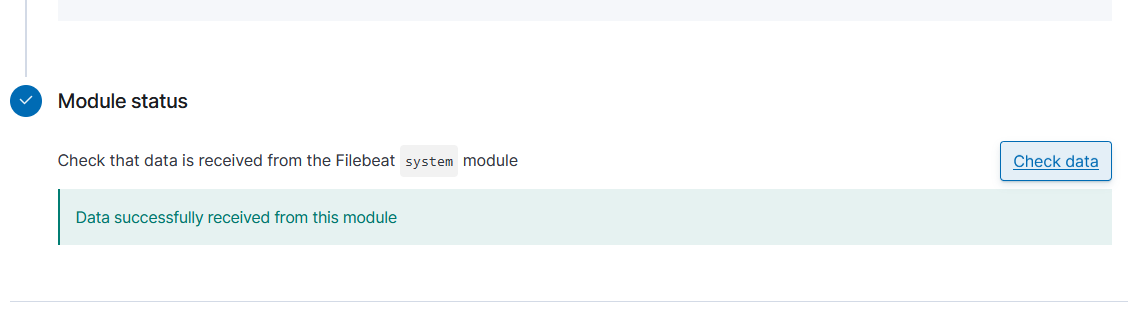 Module status
Check that data is received from the Filebeat system module
Check data
Data successfully received from this module